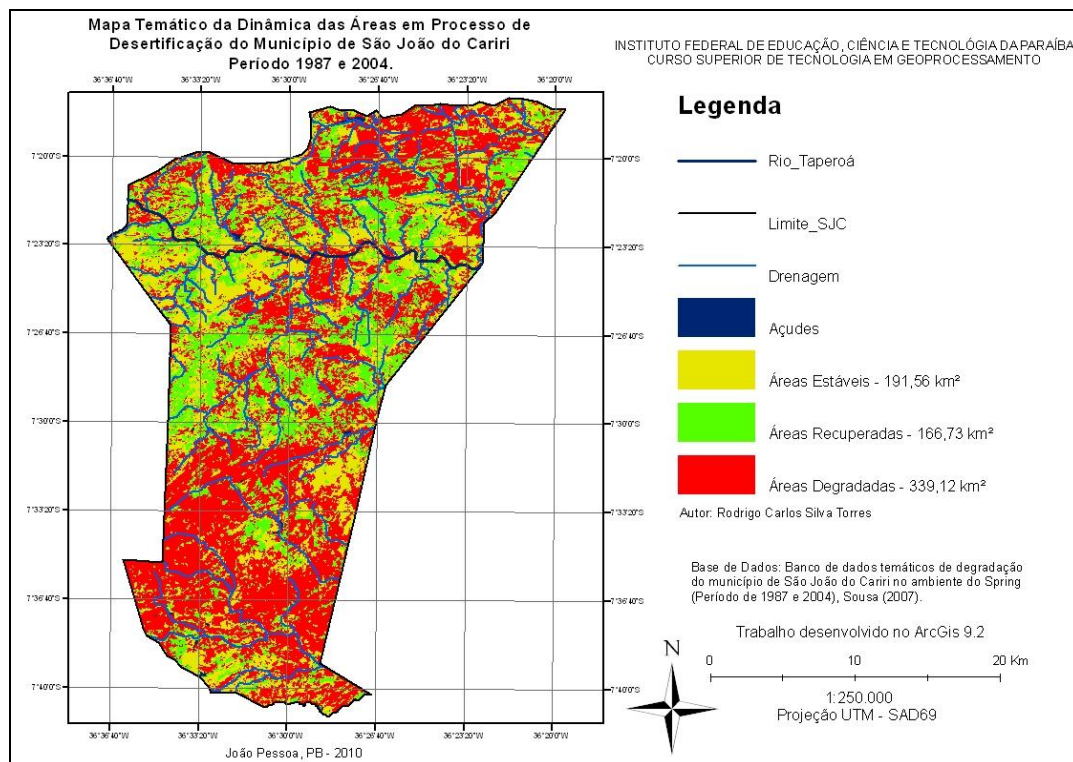 Mapa Temático da Dinâmica das Áreas em Processo de
Desertificação do Município de São João do Cariri
Período 1987 e 2004.
INSTITUTO FEDERAL DE EDUCAÇÃO, CIÊNCIA E TECNOLÓGIA DA PARAÍBA
CURSO SUPERIOR DE TECNOLOGIA EM GEOPROCESSAMENTO
36°36'40"W 36°33'20"W 36°30'0"W 36°26'40"W 36°23'20"W 36°20'0"W
7°20'0"S 7°20'0"S
7°23'20"S 7°23'20"S
7°26'40"S 7°26'40"S
7°30'0"S 7°30'0"S
7°33'20"S 7°33'20"S
7°36'40"S 7°36'40"S
7°40'0"S 7°40'0"S
36°36'40"W 36°33'20"W 36°30'0"W 36°26'40"W 36°23'20"W 36°20'0"W
João Pessoa, PB - 2010
Legenda
Rio_Taperoá
Limite_SJC
Drenagem
Açudes
Áreas Estáveis - 191,56 km²
Áreas Recuperadas - 166,73 km²
Áreas Degradadas - 339,12 km²
Autor: Rodrigo Carlos Silva Torres
Base de Dados: Banco de dados temáticos de degradação
do município de São João do Cariri no ambiente do Spring
(Período de 1987 e 2004), Sousa (2007).
Trabalho desenvolvido no ArcGis 9.2
N
0 10 20 Km
1:250.000
Projeção UTM - SAD69